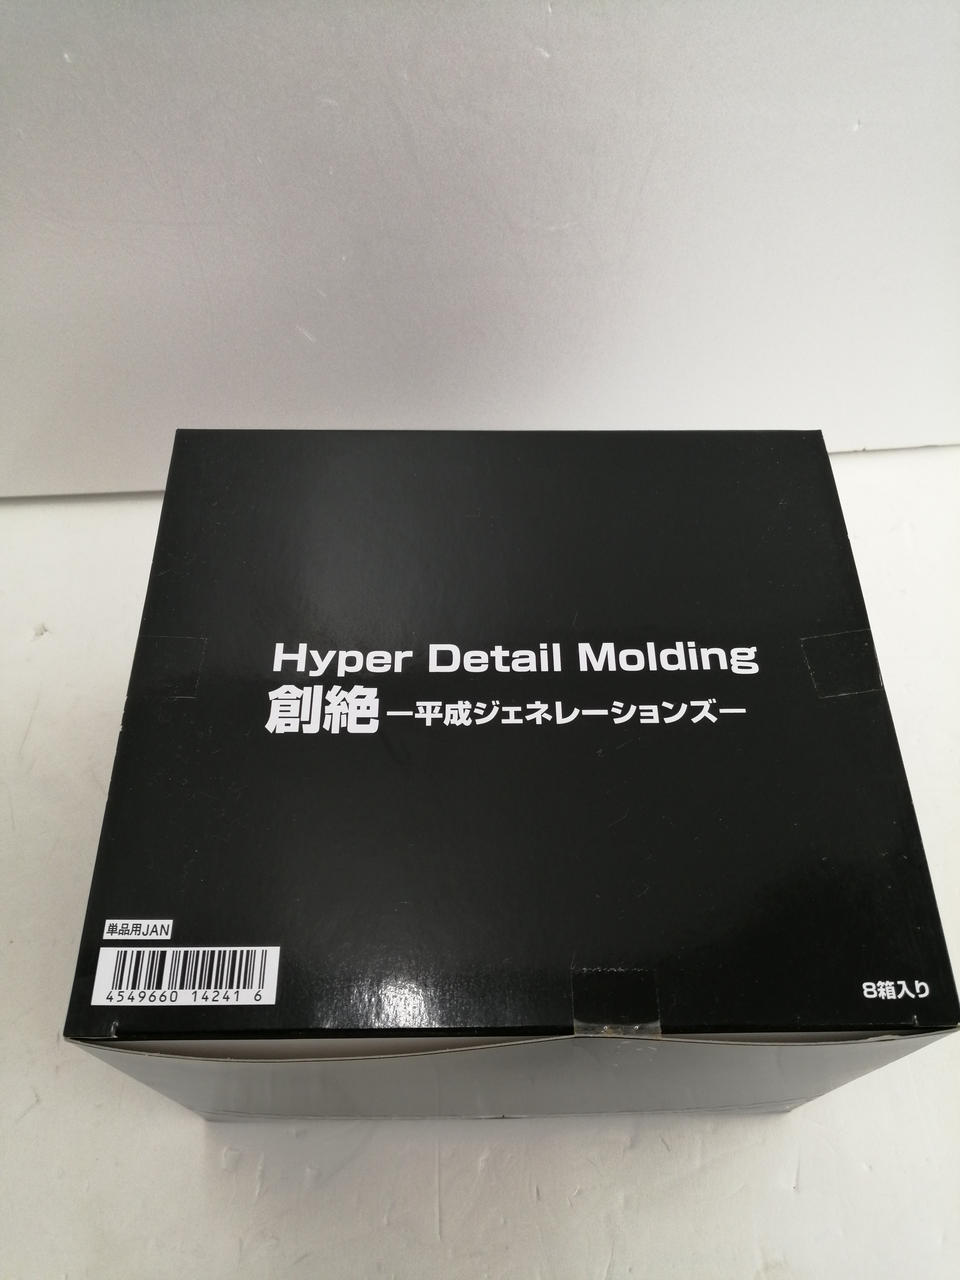 Hyper Detail Molding
創絶 ―平成ジェネレーションズ―
単品用JAN
4549660 14241 6
8箱入り